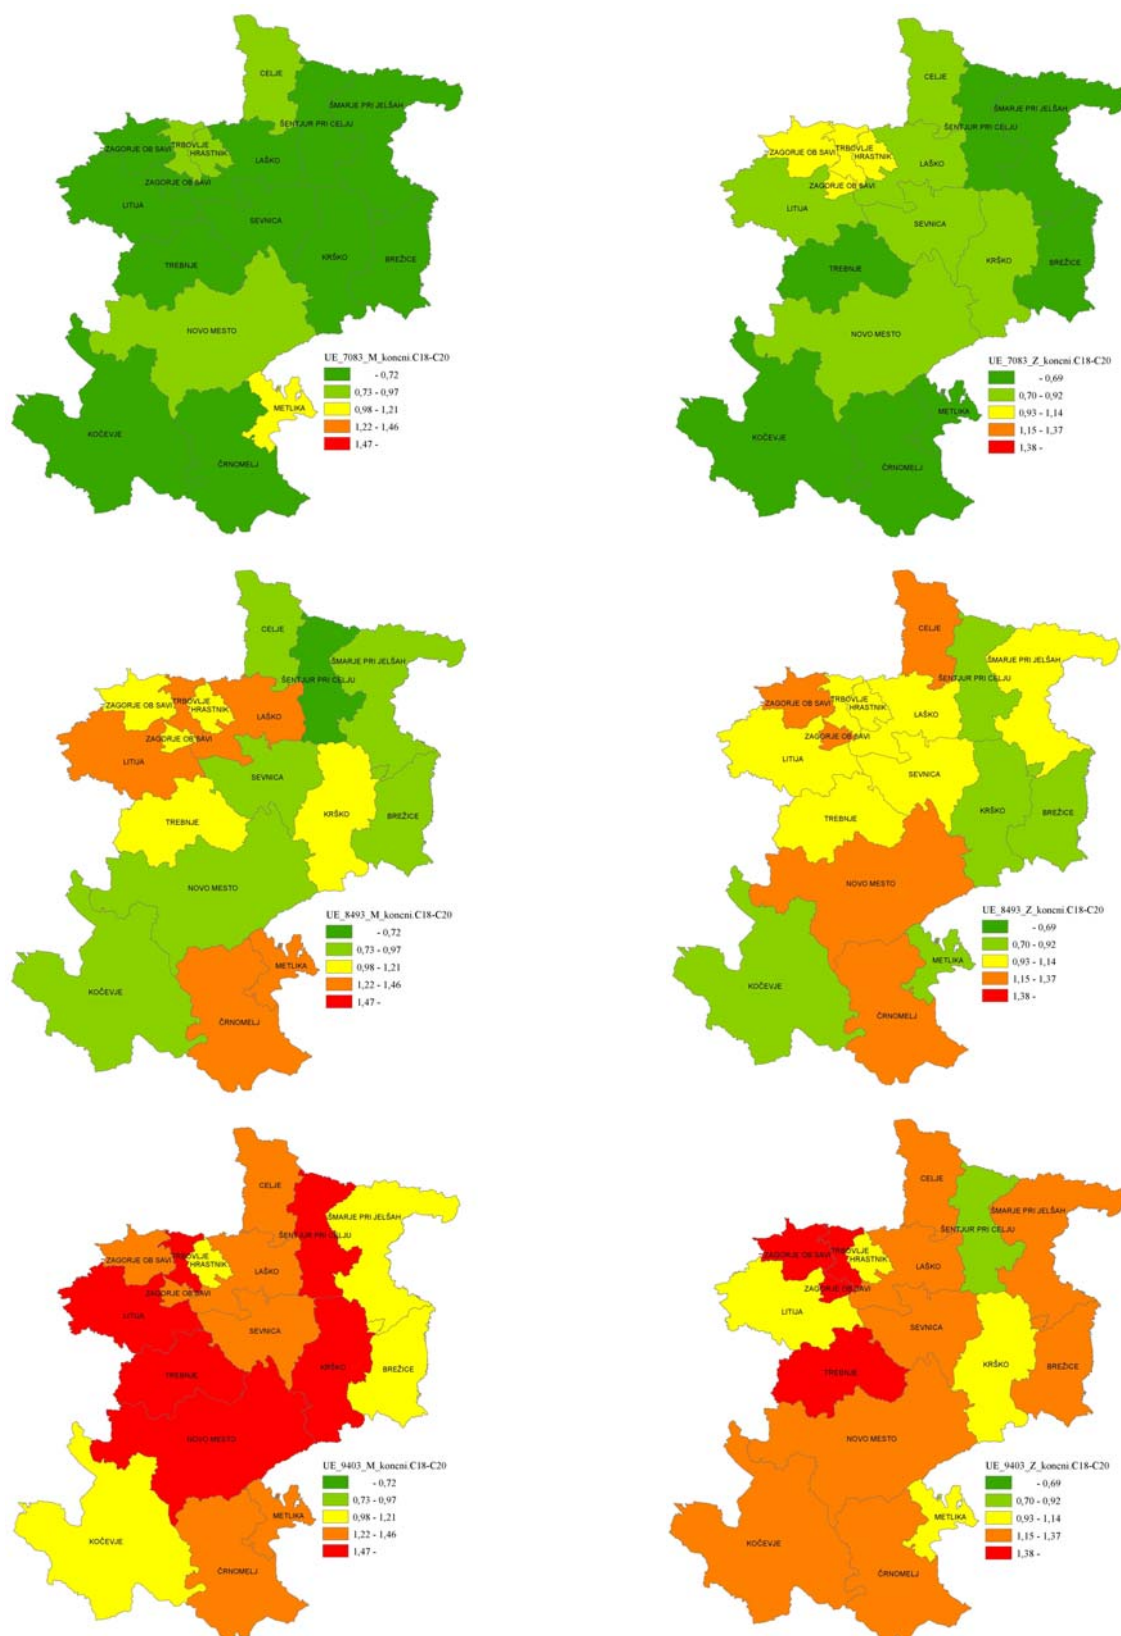 CELJE
ŠMARJE PRI JELŠAH
ŠENTJUR PRI CELJU
TRBOVLJE
HRASTNIK
ZAGORJE OB SAVI
LAŠKO
ZAGORJE OB SAVI
LITIJA
SEVNICA
TREBNJE
KRŠKO
BREŽICE
NOVO MESTO
UE_7083_M_koncni.C18-C20
- 0,72
0,73 - 0,97
0,98 - 1,21
1,22 - 1,46
1,47 -
METLIKA
KOČEVJE
ČRNOMELJ
CELJE
ŠMARJE PRI JELŠAH
ŠENTJUR PRI CELJU
TRBOVLJE
HRASTNIK
ZAGORJE OB SAVI
LAŠKO
ZAGORJE OB SAVI
LITIJA
SEVNICA
TREBNJE
KRŠKO
BREŽICE
NOVO MESTO
UE_7083_Z_koncni.C18-C20
- 0,69
0,70 - 0,92
0,93 - 1,14
1,15 - 1,37
1,38 -
METLIKA
KOČEVJE
ČRNOMELJ
CELJE
ŠMARJE PRI JELŠAH
ŠENTJUR PRI CELJU
TRBOVLJE
HRASTNIK
ZAGORJE OB SAVI
LAŠKO
ZAGORJE OB SAVI
LITIJA
SEVNICA
TREBNJE
KRŠKO
BREŽICE
NOVO MESTO
UE_8493_M_koncni.C18-C20
- 0,72
0,73 - 0,97
0,98 - 1,21
1,22 - 1,46
1,47 -
METLIKA
KOČEVJE
ČRNOMELJ
CELJE
ŠMARJE PRI JELŠAH
ŠENTJUR PRI CELJU
TRBOVLJE
HRASTNIK
ZAGORJE OB SAVI
LAŠKO
ZAGORJE OB SAVI
LITIJA
SEVNICA
TREBNJE
KRŠKO
BREŽICE
NOVO MESTO
UE_8493_Z_koncni.C18-C20
- 0,69
0,70 - 0,92
0,93 - 1,14
1,15 - 1,37
1,38 -
METLIKA
KOČEVJE
ČRNOMELJ
CELJE
ŠMARJE PRI JELŠAH
ŠENTJUR PRI CELJU
TRBOVLJE
HRASTNIK
ZAGORJE OB SAVI
LAŠKO
ZAGORJE OB SAVI
LITIJA
SEVNICA
TREBNJE
KRŠKO
BREŽICE
NOVO MESTO
UE_9403_M_koncni.C18-C20
- 0,72
0,73 - 0,97
0,98 - 1,21
1,22 - 1,46
1,47 -
METLIKA
KOČEVJE
ČRNOMELJ
CELJE
ŠMARJE PRI JELŠAH
ŠENTJUR PRI CELJU
TRBOVLJE
HRASTNIK
ZAGORJE OB SAVI
LAŠKO
ZAGORJE OB SAVI
LITIJA
SEVNICA
TREBNJE
KRŠKO
BREŽICE
NOVO MESTO
UE_9403_Z_koncni.C18-C20
- 0,69
0,70 - 0,92
0,93 - 1,14
1,15 - 1,37
1,38 -
METLIKA
KOČEVJE
ČRNOMELJ